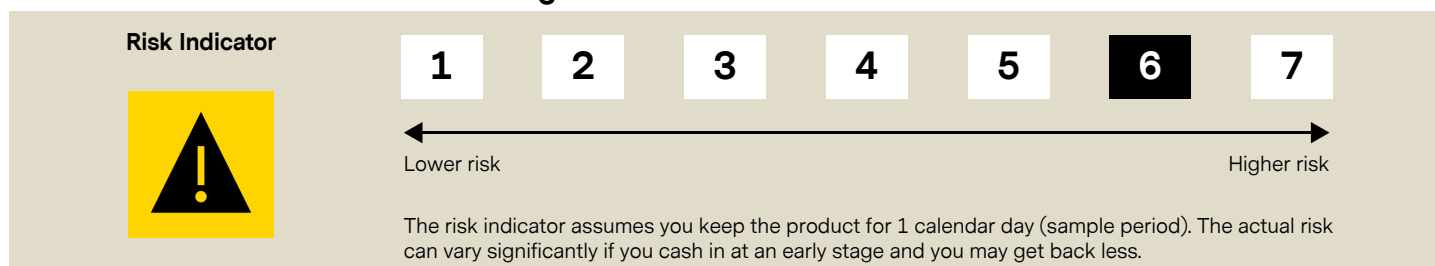 Risk Indicator
1 2 3 4 5 6 7
Lower risk Higher risk
The risk indicator assumes you keep the product for 1 calendar day (sample period). The actual risk
can vary significantly if you cash in at an early stage and you may get back less.